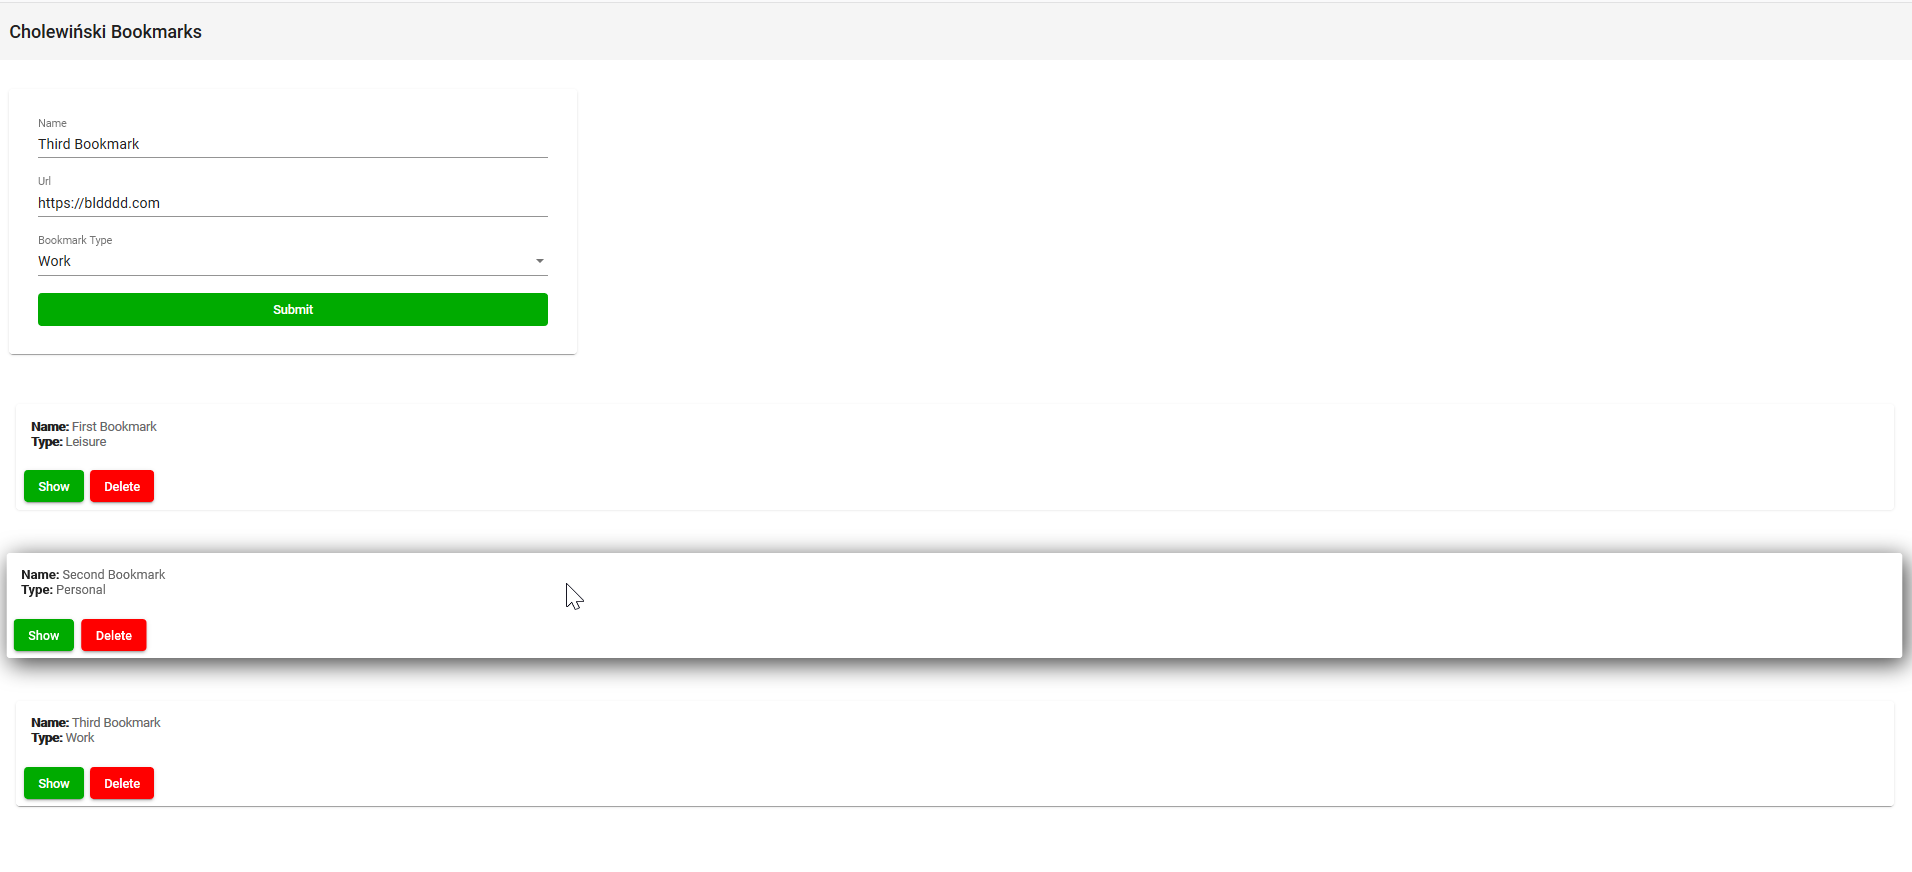 Cholewiński Bookmarks
Name
Third Bookmark
Url
https://bldddd.com
Bookmark Type
Work
Submit
Name: First Bookmark
Type: Leisure
Show Delete
Name: Second Bookmark
Type: Personal
Show Delete
Name: Third Bookmark
Type: Work
Show Delete